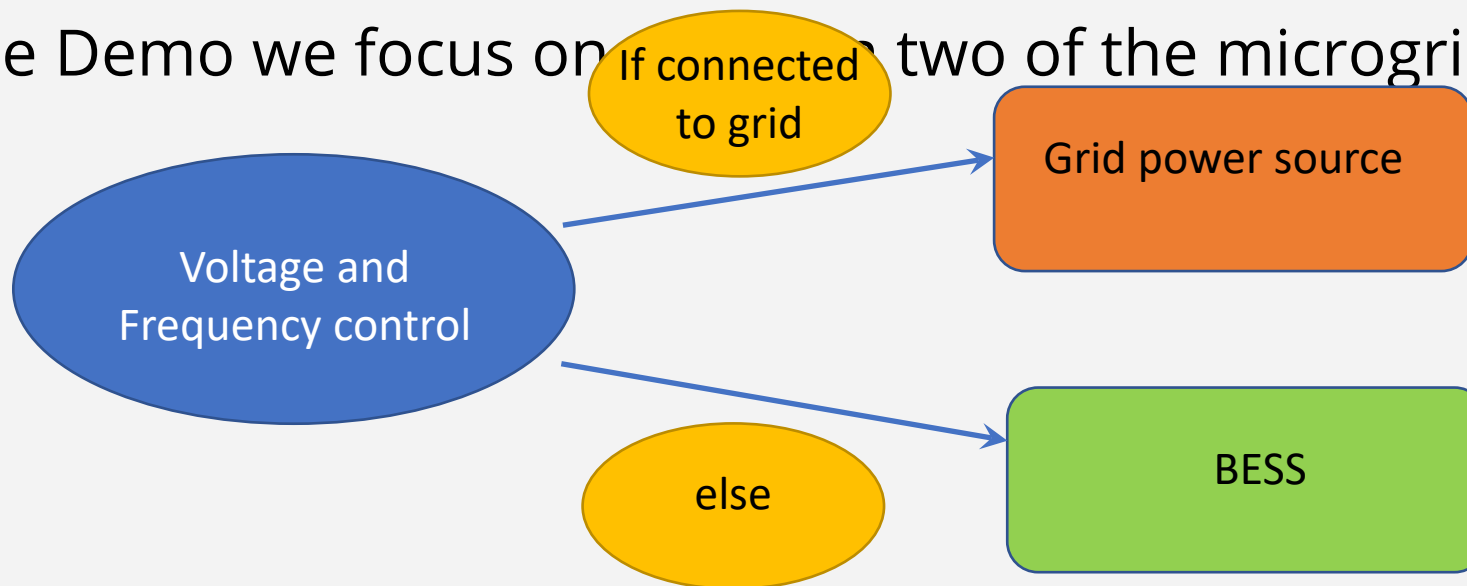 e Demo we focus on two of the microgri
If connected
to grid
Grid power source
Voltage and
Frequency control
else
BESS